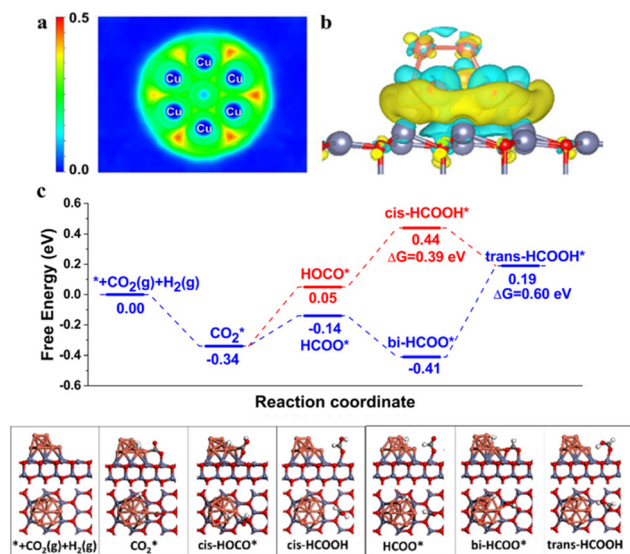 a
b
0.5
0.0
Cu
Cu
Cu
Cu
Cu
Cu
c
Free Energy (eV)
0.6
0.4
0.2
0.0
-0.2
-0.4
-0.6
*+CO₂(g)+H₂(g)
0.00
CO₂*
-0.34
HOCO*
0.05
-0.14
HCOO*
cis-HCOOH*
0.44
ΔG=0.39 eV
bi-HCOO*
-0.41
trans-HCOOH*
0.19
ΔG=0.60 eV
Reaction coordinate
*+CO₂(g)+H₂(g)
CO₂*
cis-HOCO*
cis-HCOOH
HCOO*
bi-HCOO*
trans-HCOOH